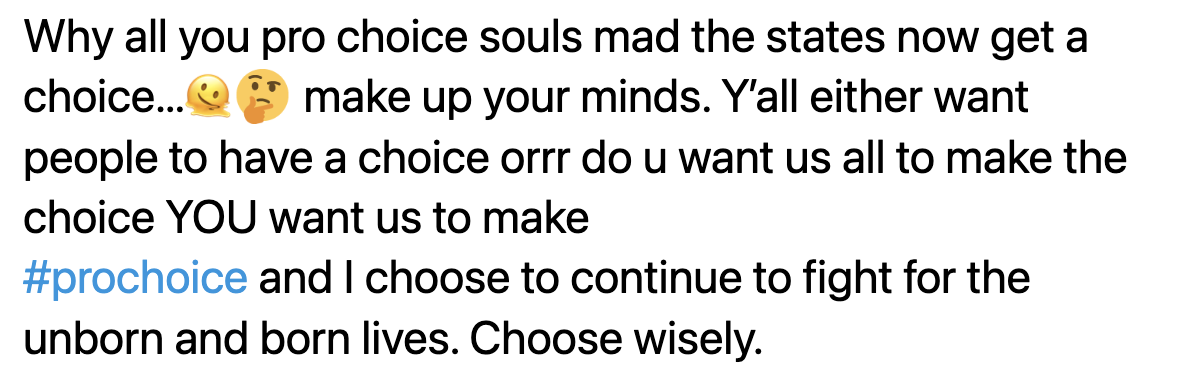 Why all you pro choice souls mad the states now get a
choice...🫠🤔 make up your minds. Y'all either want
people to have a choice orrr do u want us all to make the
choice YOU want us to make
#prochoice and I choose to continue to fight for the
unborn and born lives. Choose wisely.